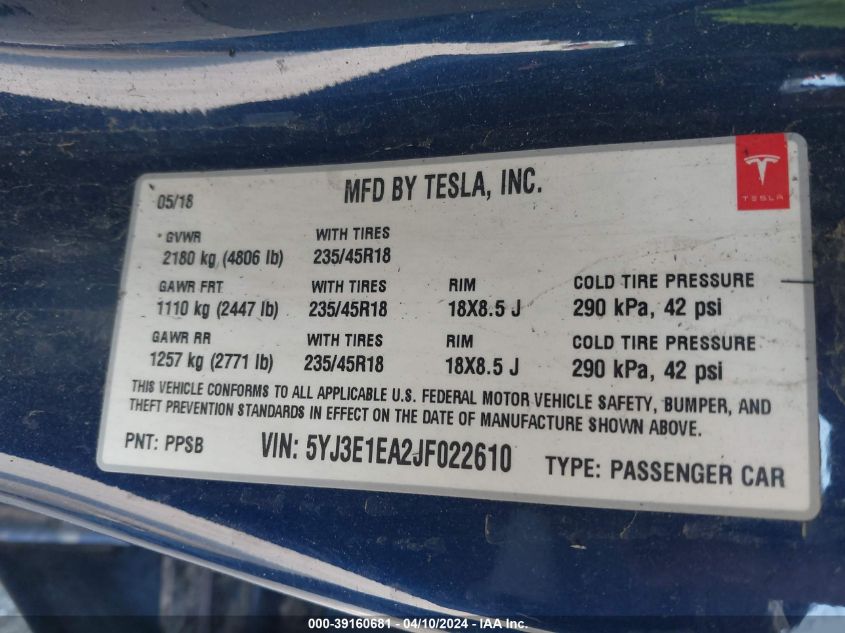 05/18
MFD BY TESLA, INC.
TESLA
GVWR WITH TIRES
2180 kg (4806 lb) 235/45R18
GAWR FRT WITH TIRES RIM COLD TIRE PRESSURE
1110 kg (2447 lb) 235/45R18 18X8.5 J 290 kPa, 42 psi
GAWR RR WITH TIRES RIM COLD TIRE PRESSURE
1257 kg (2771 lb) 235/45R18 18X8.5 J 290 kPa, 42 psi
THIS VEHICLE CONFORMS TO ALL APPLICABLE U.S. FEDERAL MOTOR VEHICLE SAFETY, BUMPER, AND
THEFT PREVENTION STANDARDS IN EFFECT ON THE DATE OF MANUFACTURE SHOWN ABOVE.
PNT: PPSB VIN: 5YJ3E1EA2JF022610 TYPE: PASSENGER CAR
000-39160681 - 04/10/2024 - IAA Inc.